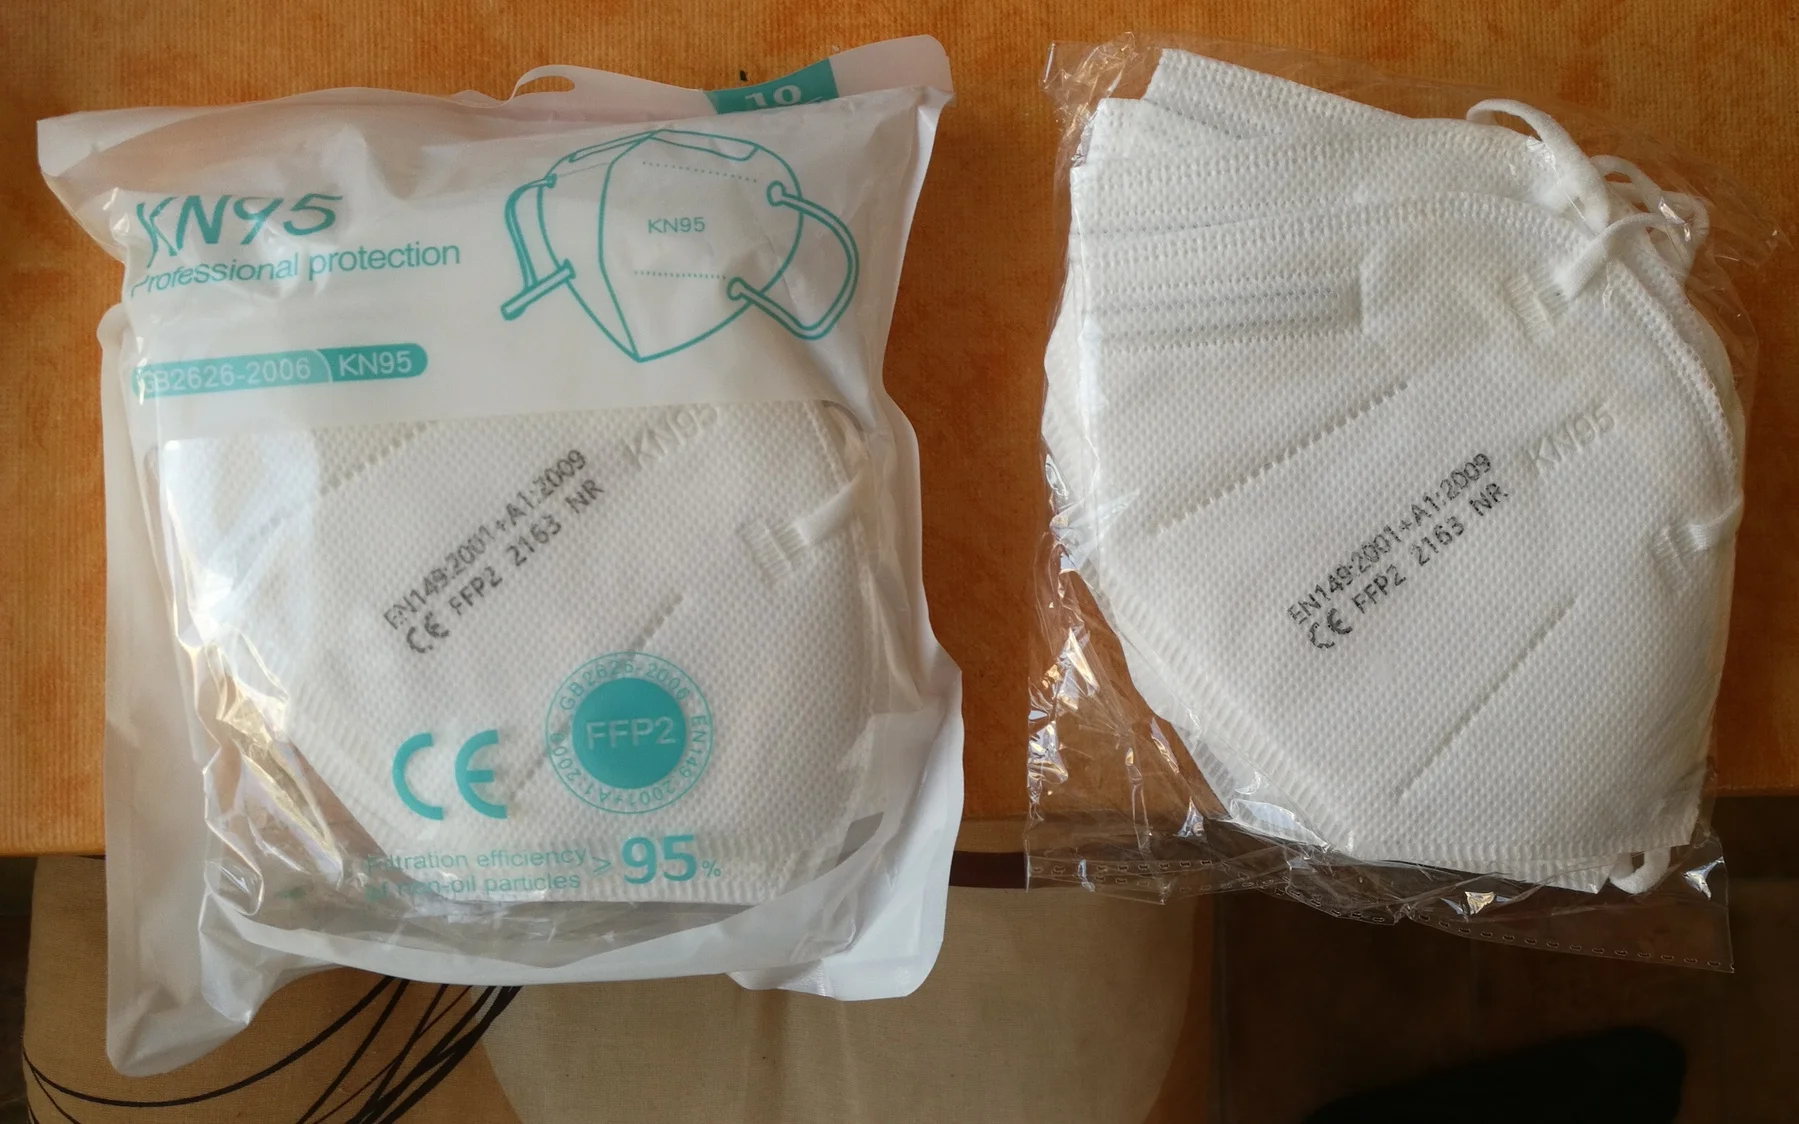 10
KN95
Professional protection
KN95
GB2626-2006 KN95
KN95
EN149:2001+A1:2009
CE FFP2 2163 NR
GB2626-2006 EN149:2001+A1:2009
FFP2
CE
Filtration efficiency
of non-oil particles ≥ 95%
KN95
EN149:2001+A1:2009
CE FFP2 2163 NR